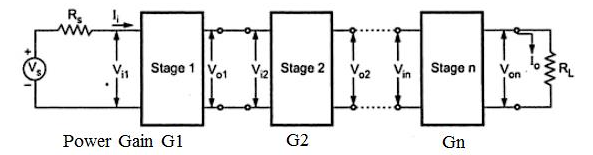 Rs Ii
+
Vs
-
Vi1
Stage 1
Vo1
Vi2
Stage 2
Vo2
Vin
Stage n
Von
Io
RL
Power Gain G1
G2
Gn